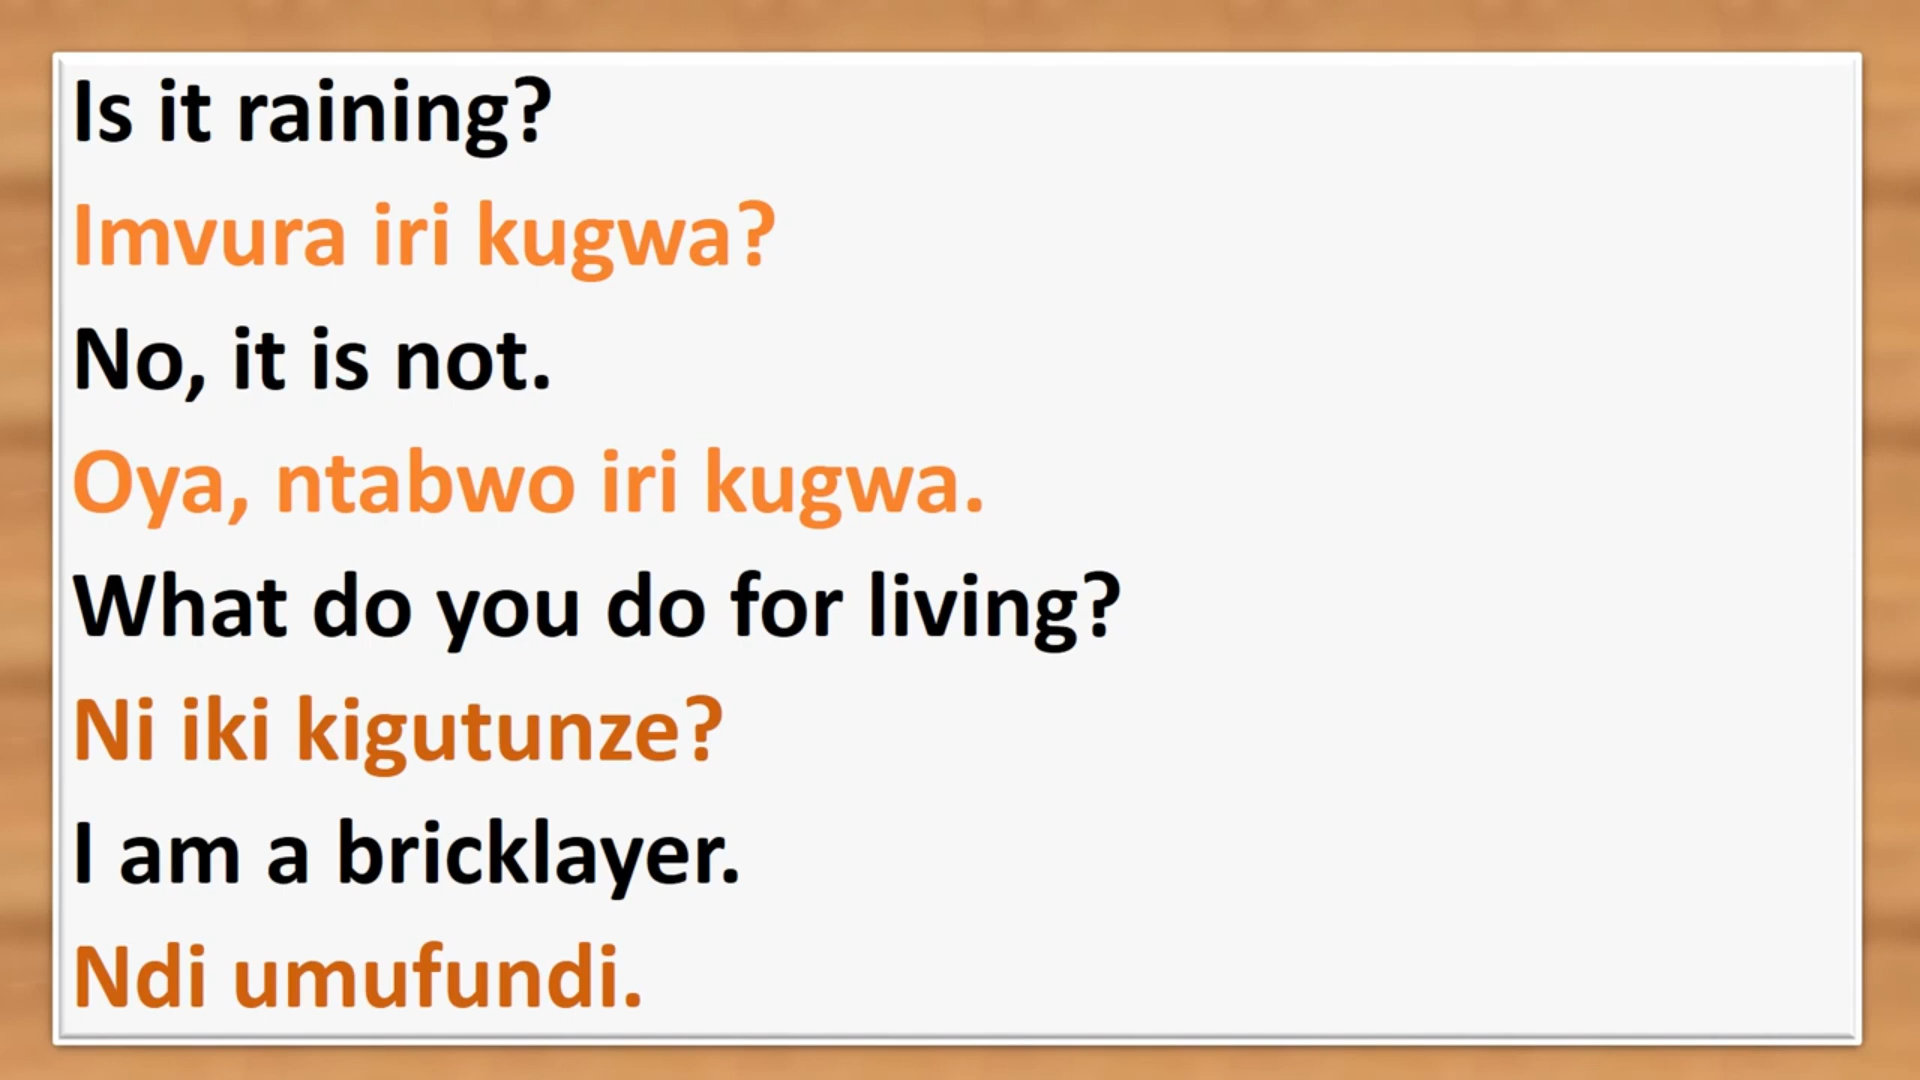 Is it raining?
Imvura iri kugwa?
No, it is not.
Oya, ntabwo iri kugwa.
What do you do for living?
Ni iki kigutunze?
I am a bricklayer.
Ndi umufundi.